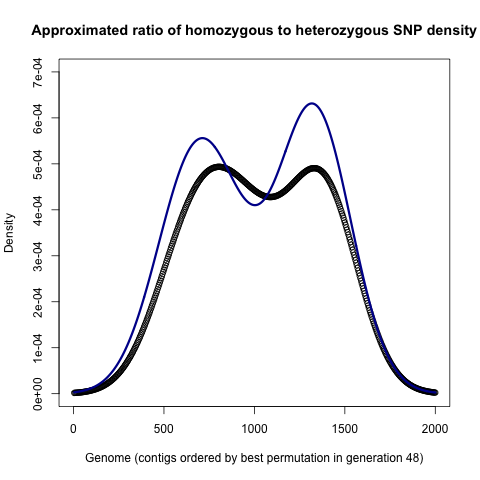 Approximated ratio of homozygous to heterozygous SNP density
7e-04
6e-04
5e-04
4e-04
3e-04
2e-04
1e-04
0e+00
Density
0 500 1000 1500 2000
Genome (contigs ordered by best permutation in generation 48)